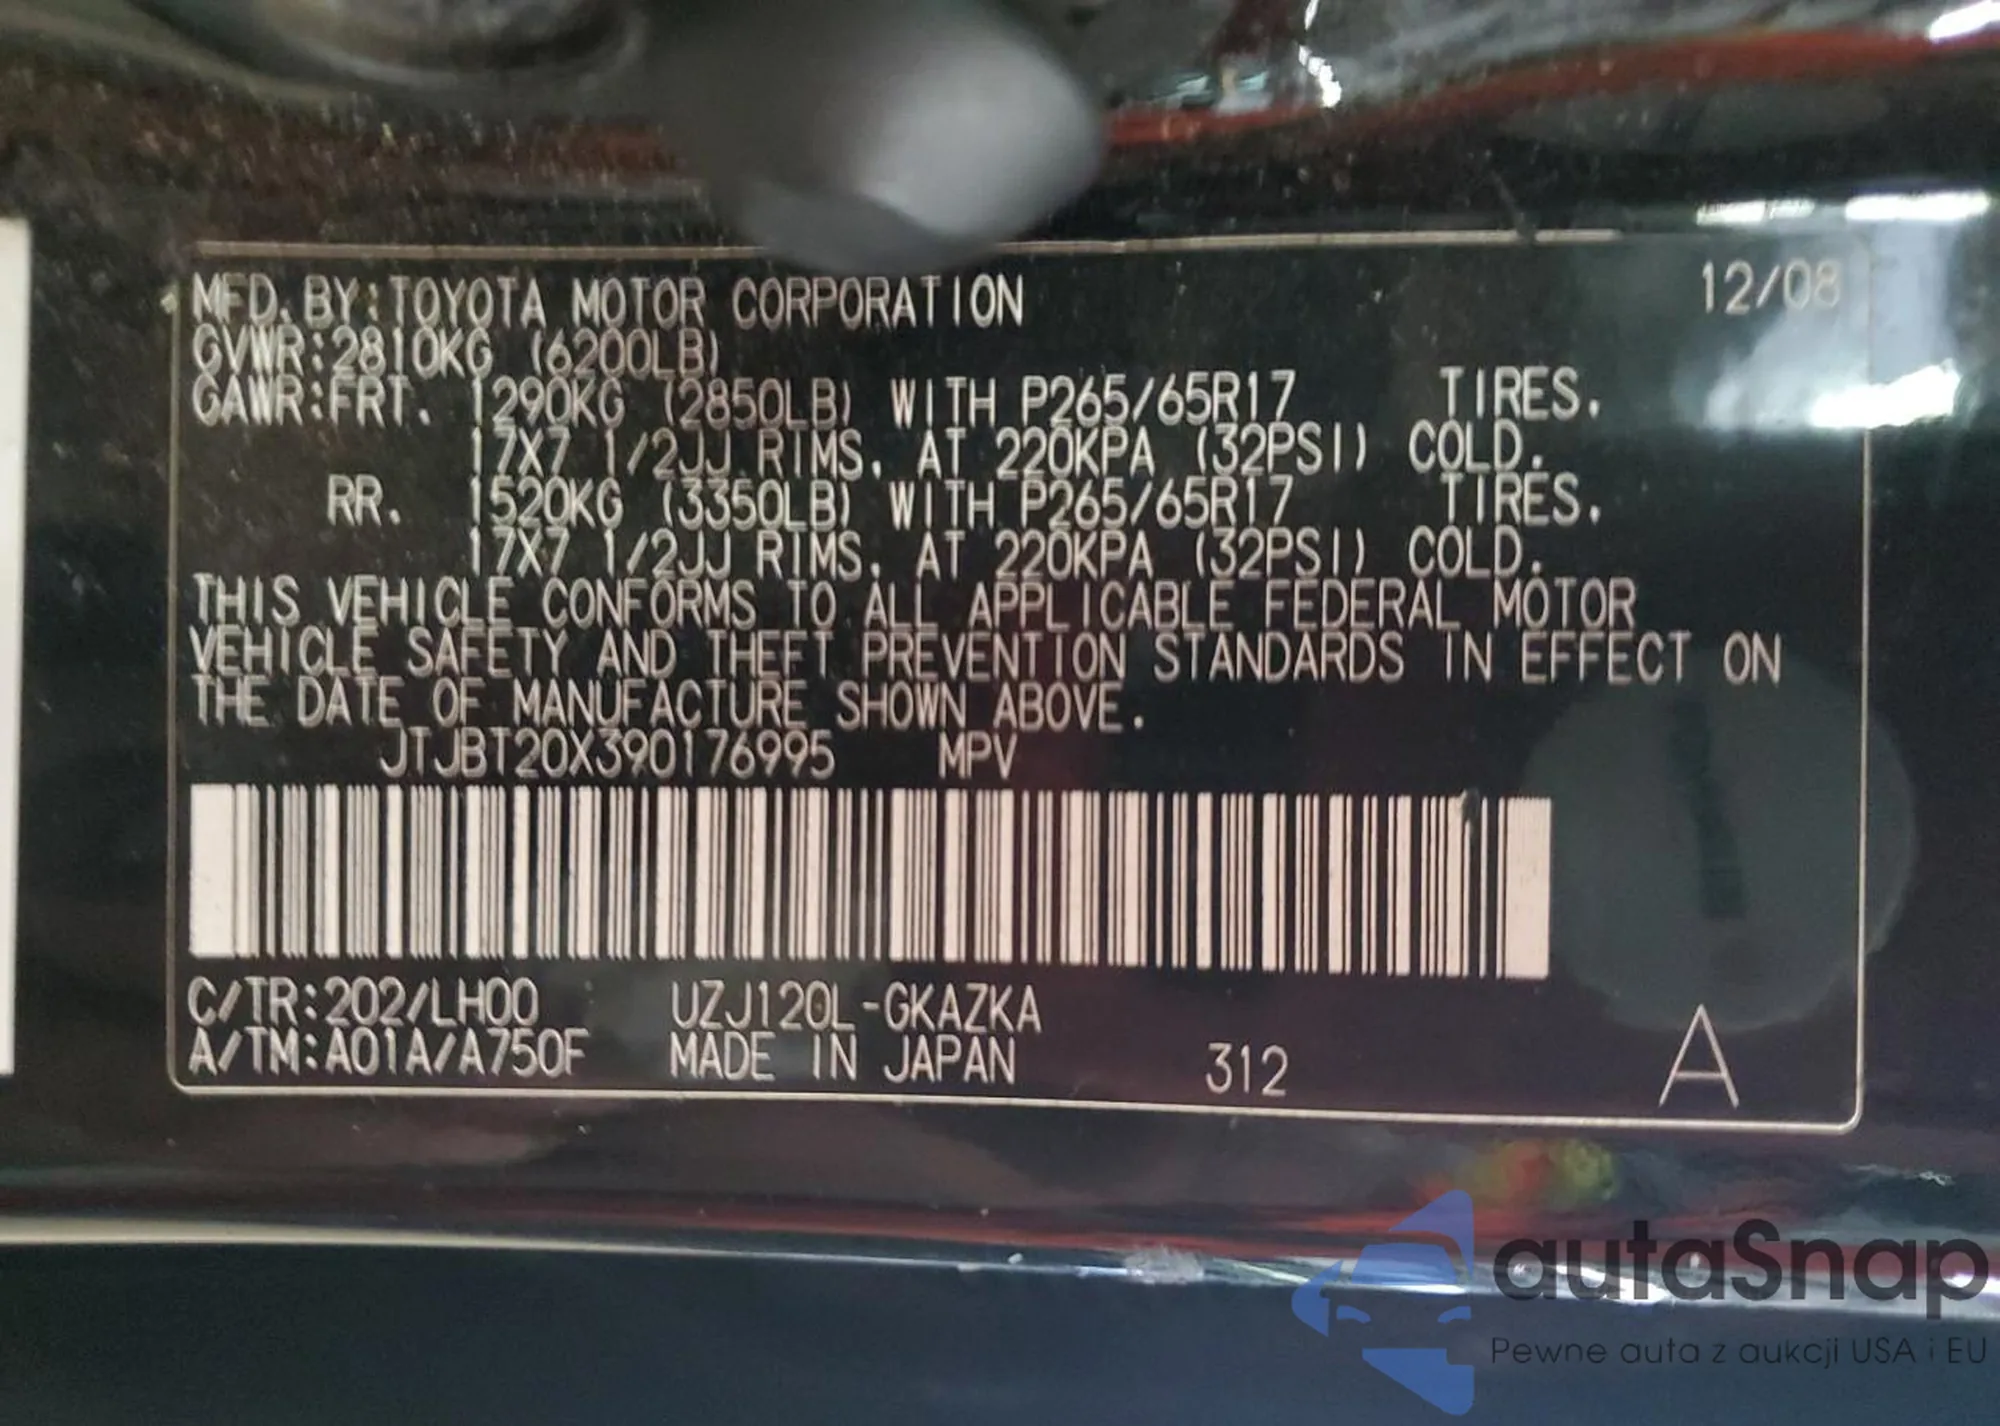 MFD. BY: TOYOTA MOTOR CORPORATION 12/08
GVWR: 2810KG (6200LB)
GAWR: FRT. 1290KG (2850LB) WITH P265/65R17 TIRES.
17X7 1/2JJ RIMS. AT 220KPA (32PSI) COLD.
RR. 1520KG (3350LB) WITH P265/65R17 TIRES.
17X7 1/2JJ RIMS. AT 220KPA (32PSI) COLD.
THIS VEHICLE CONFORMS TO ALL APPLICABLE FEDERAL MOTOR
VEHICLE SAFETY AND THEFT PREVENTION STANDARDS IN EFFECT ON
THE DATE OF MANUFACTURE SHOWN ABOVE.
JTJBT20X390176995 MPV
C/TR: 202/LH00 UZJ120L-GKAZKA
A/TM: A01A/A750F MADE IN JAPAN 312 A
autaSnap
Pewne auta z aukcji USA i EU